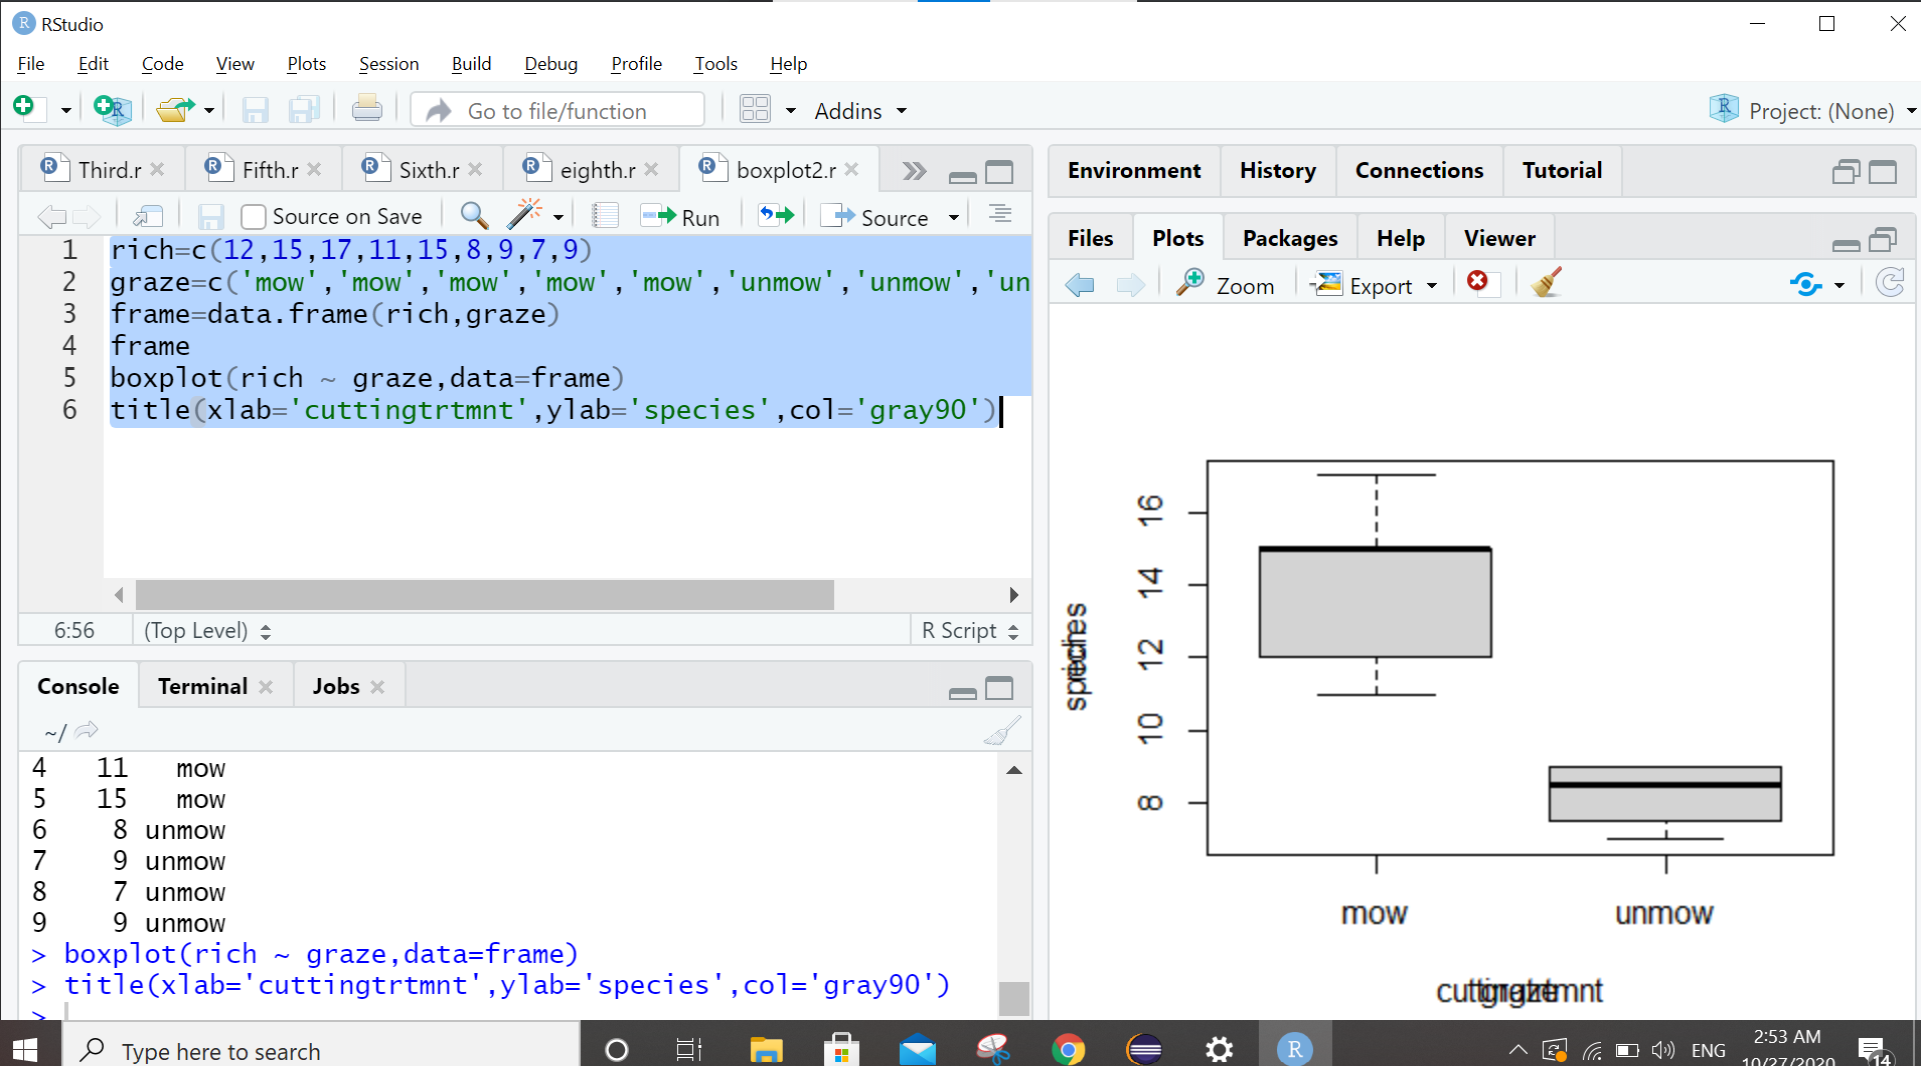 RStudio
File Edit Code View Plots Session Build Debug Profile Tools Help
Go to file/function Addins Project: (None)
Third.r Fifth.r Sixth.r eighth.r boxplot2.r
Source on Save Run Source
1 rich=c(12,15,17,11,15,8,9,7,9)
2 graze=c('mow','mow','mow','mow','mow','unmow','unmow','un
3 frame=data.frame(rich,graze)
4 frame
5 boxplot(rich ~ graze,data=frame)
6 title(xlab='cuttingtrtmnt',ylab='species',col='gray90')
6:56 (Top Level) R Script
Console Terminal Jobs
~/
4 11 mow
5 15 mow
6 8 unmow
7 9 unmow
8 7 unmow
9 9 unmow
> boxplot(rich ~ graze,data=frame)
> title(xlab='cuttingtrtmnt',ylab='species',col='gray90')
>
Environment History Connections Tutorial
Files Plots Packages Help Viewer
Zoom Export
16
14
12
10
8
mow unmow
Type here to search
ENG
2:53 AM
10/27/2020
14